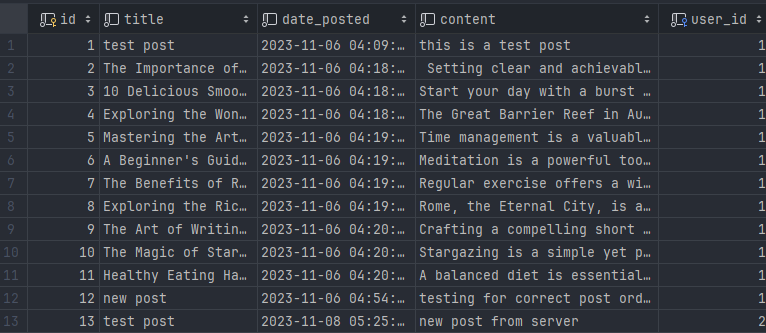 id title date_posted content user_id
1 1 test post 2023-11-06 04:09:… this is a test post 1
2 2 The Importance of… 2023-11-06 04:18:… Setting clear and achievabl… 1
3 3 10 Delicious Smoo… 2023-11-06 04:18:… Start your day with a burst … 1
4 4 Exploring the Won… 2023-11-06 04:18:… The Great Barrier Reef in Au… 1
5 5 Mastering the Art… 2023-11-06 04:19:… Time management is a valuabl… 1
6 6 A Beginner's Guid… 2023-11-06 04:19:… Meditation is a powerful too… 1
7 7 The Benefits of R… 2023-11-06 04:19:… Regular exercise offers a wi… 1
8 8 Exploring the Ric… 2023-11-06 04:19:… Rome, the Eternal City, is a… 1
9 9 The Art of Writin… 2023-11-06 04:20:… Crafting a compelling short … 1
10 10 The Magic of Star… 2023-11-06 04:20:… Stargazing is a simple yet p… 1
11 11 Healthy Eating Ha… 2023-11-06 04:20:… A balanced diet is essential… 1
12 12 new post 2023-11-06 04:54:… testing for correct post ord… 1
13 13 test post 2023-11-08 05:25:… new post from server 2